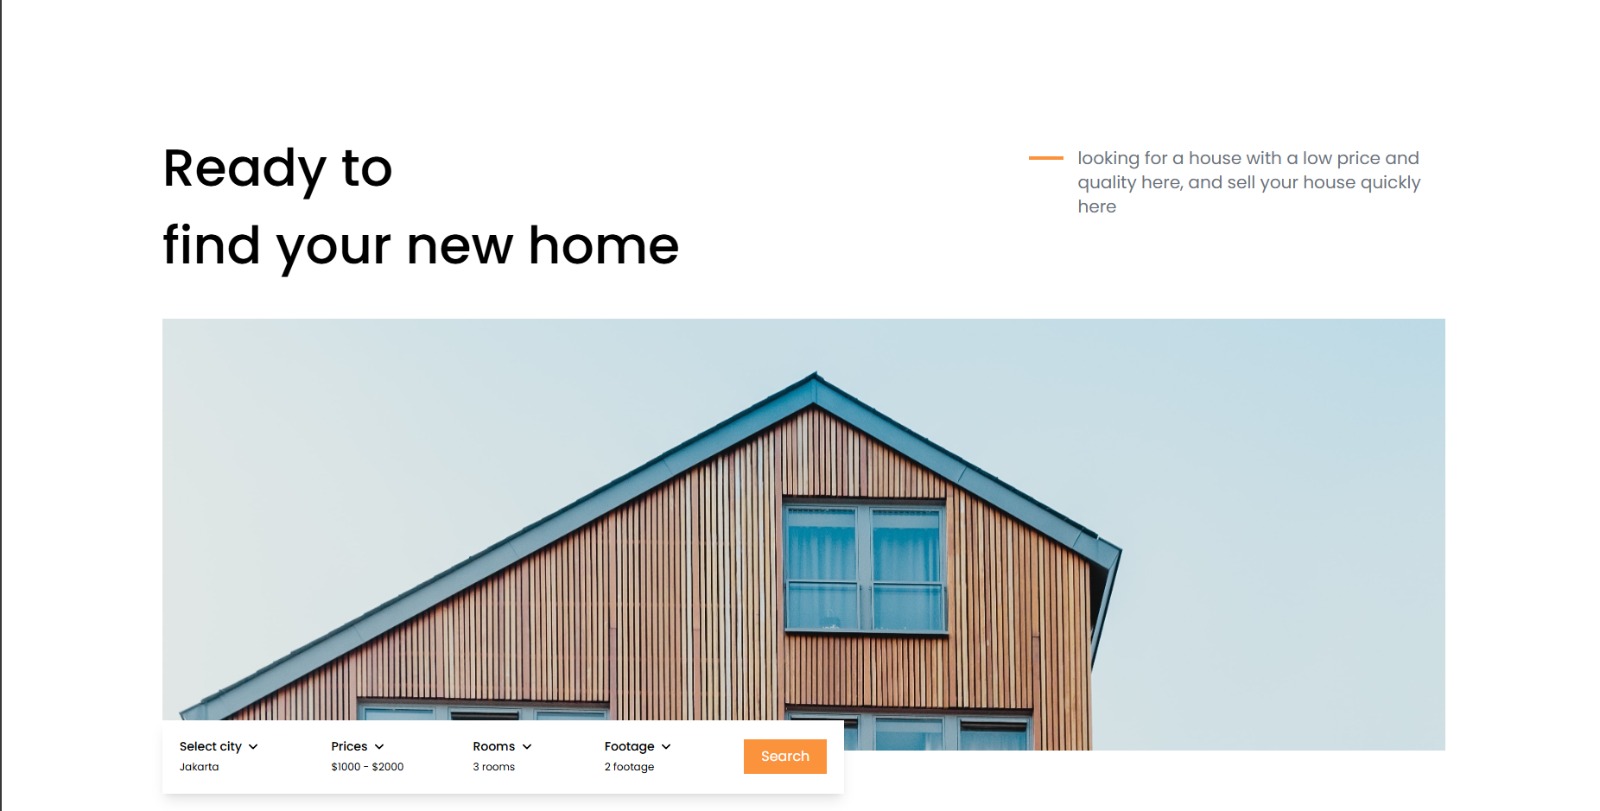 Ready to
find your new home
looking for a house with a low price and
quality here, and sell your house quickly
here
Select city
Jakarta
Prices
$1000 - $2000
Rooms
3 rooms
Footage
2 footage
Search